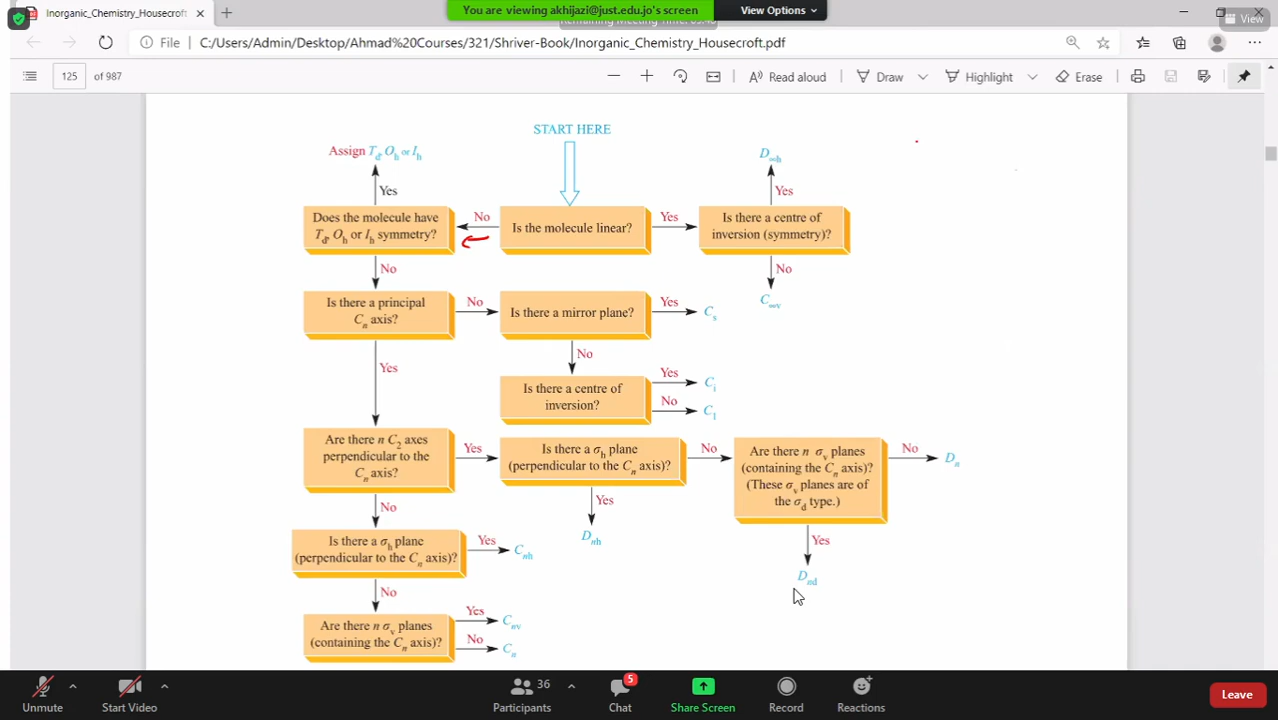 Inorganic_Chemistry_Housecroft
You are viewing akhijazi@just.edu.jo's screen
View Options
View
File
C:/Users/Admin/Desktop/Ahmad%20Courses/321/Shriver-Book/Inorganic_Chemistry_Housecroft.pdf
125 of 987
Read aloud
Draw
Highlight
Erase
START HERE
Assign Td, Oh or Ih
D∞h
Yes
Yes
Does the molecule have
Td, Oh or Ih symmetry?
No
Is the molecule linear?
Yes
Is there a centre of
inversion (symmetry)?
No
No
C∞v
Is there a principal
Cn axis?
No
Is there a mirror plane?
Yes
Cs
Yes
No
Is there a centre of
inversion?
Yes
Ci
No
C1
Are there n C2 axes
perpendicular to the
Cn axis?
Yes
Is there a σh plane
(perpendicular to the Cn axis)?
No
Are there n σv planes
(containing the Cn axis)?
(These σv planes are of
the σd type.)
No
Dn
No
Yes
Dnh
Yes
Dnd
Is there a σh plane
(perpendicular to the Cn axis)?
Yes
Cnh
No
Are there n σv planes
(containing the Cn axis)?
Yes
Cnv
No
Cn
Unmute
Start Video
36
Participants
5
Chat
Share Screen
Record
Reactions
Leave